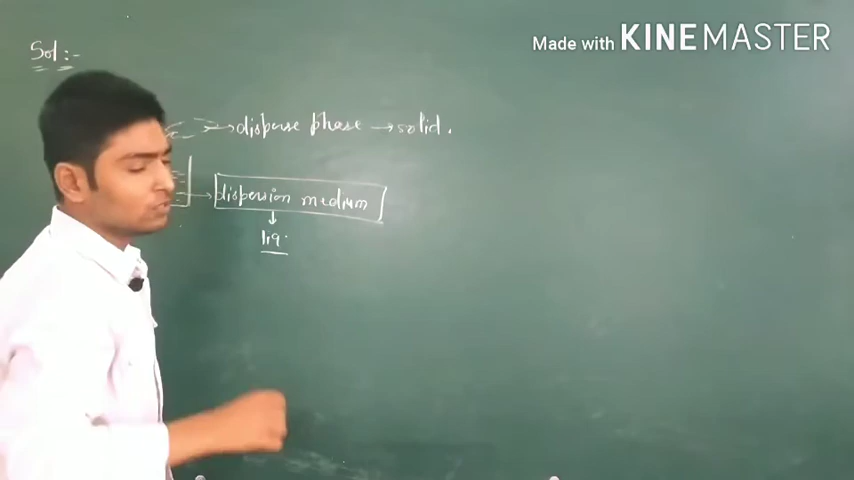 Made with KINEMASTER
Sol :-
disperse phase → solid.
dispersion medium
↓
liq.